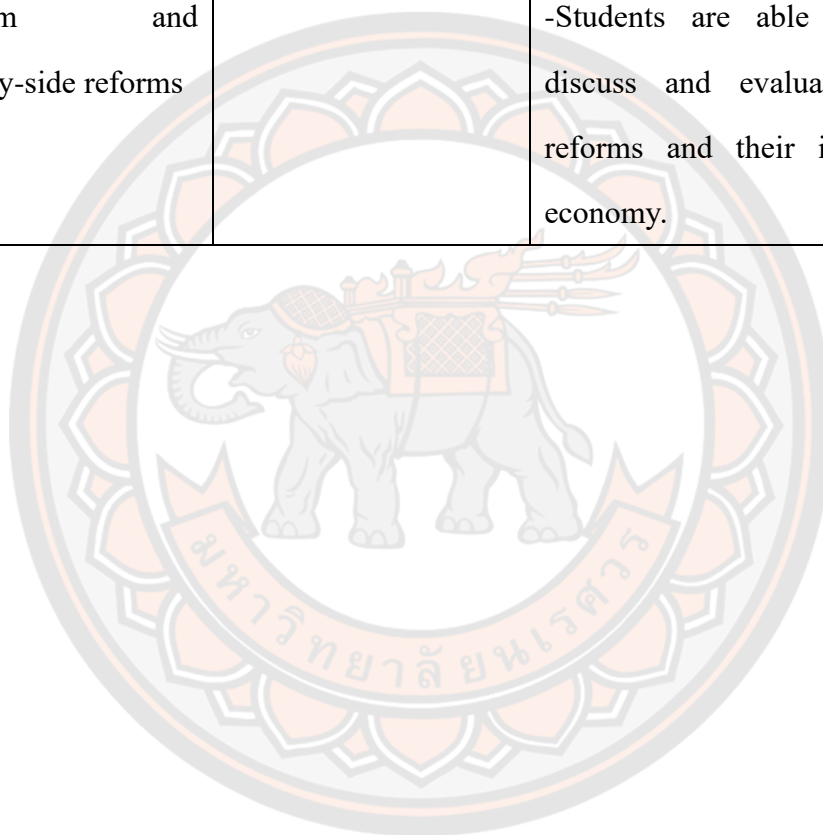 m and
y-side reforms
-Students are able
discuss and evalua
reforms and their i
economy.
มหาวิทยาลัยนเรศวร